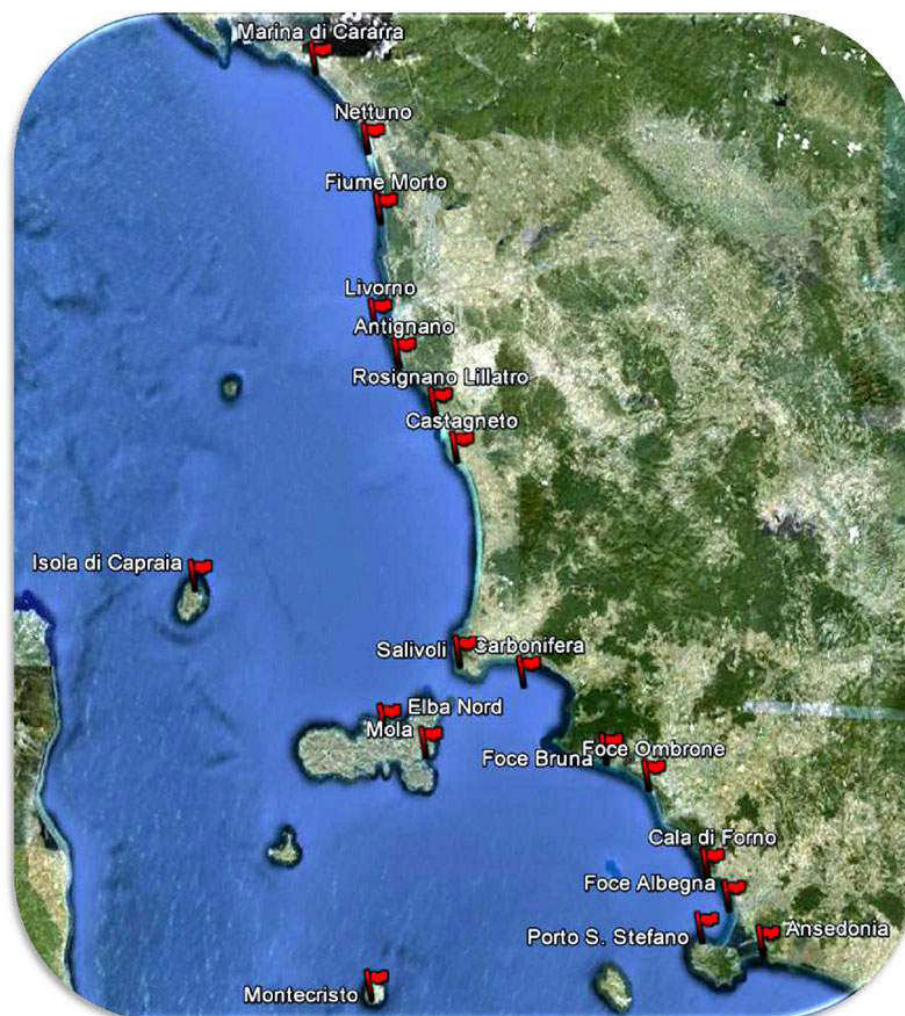 Marina di Cararra
Nettuno
Fiume Morto
Livorno
Antignano
Rosignano Lillatro
Castagneto
Isola di Capraia
Salivoli
Carbonifera
Elba Nord
Mola
Foce Bruna
Foce Ombrone
Cala di Forno
Foce Albegna
Porto S. Stefano
Ansedonia
Montecristo